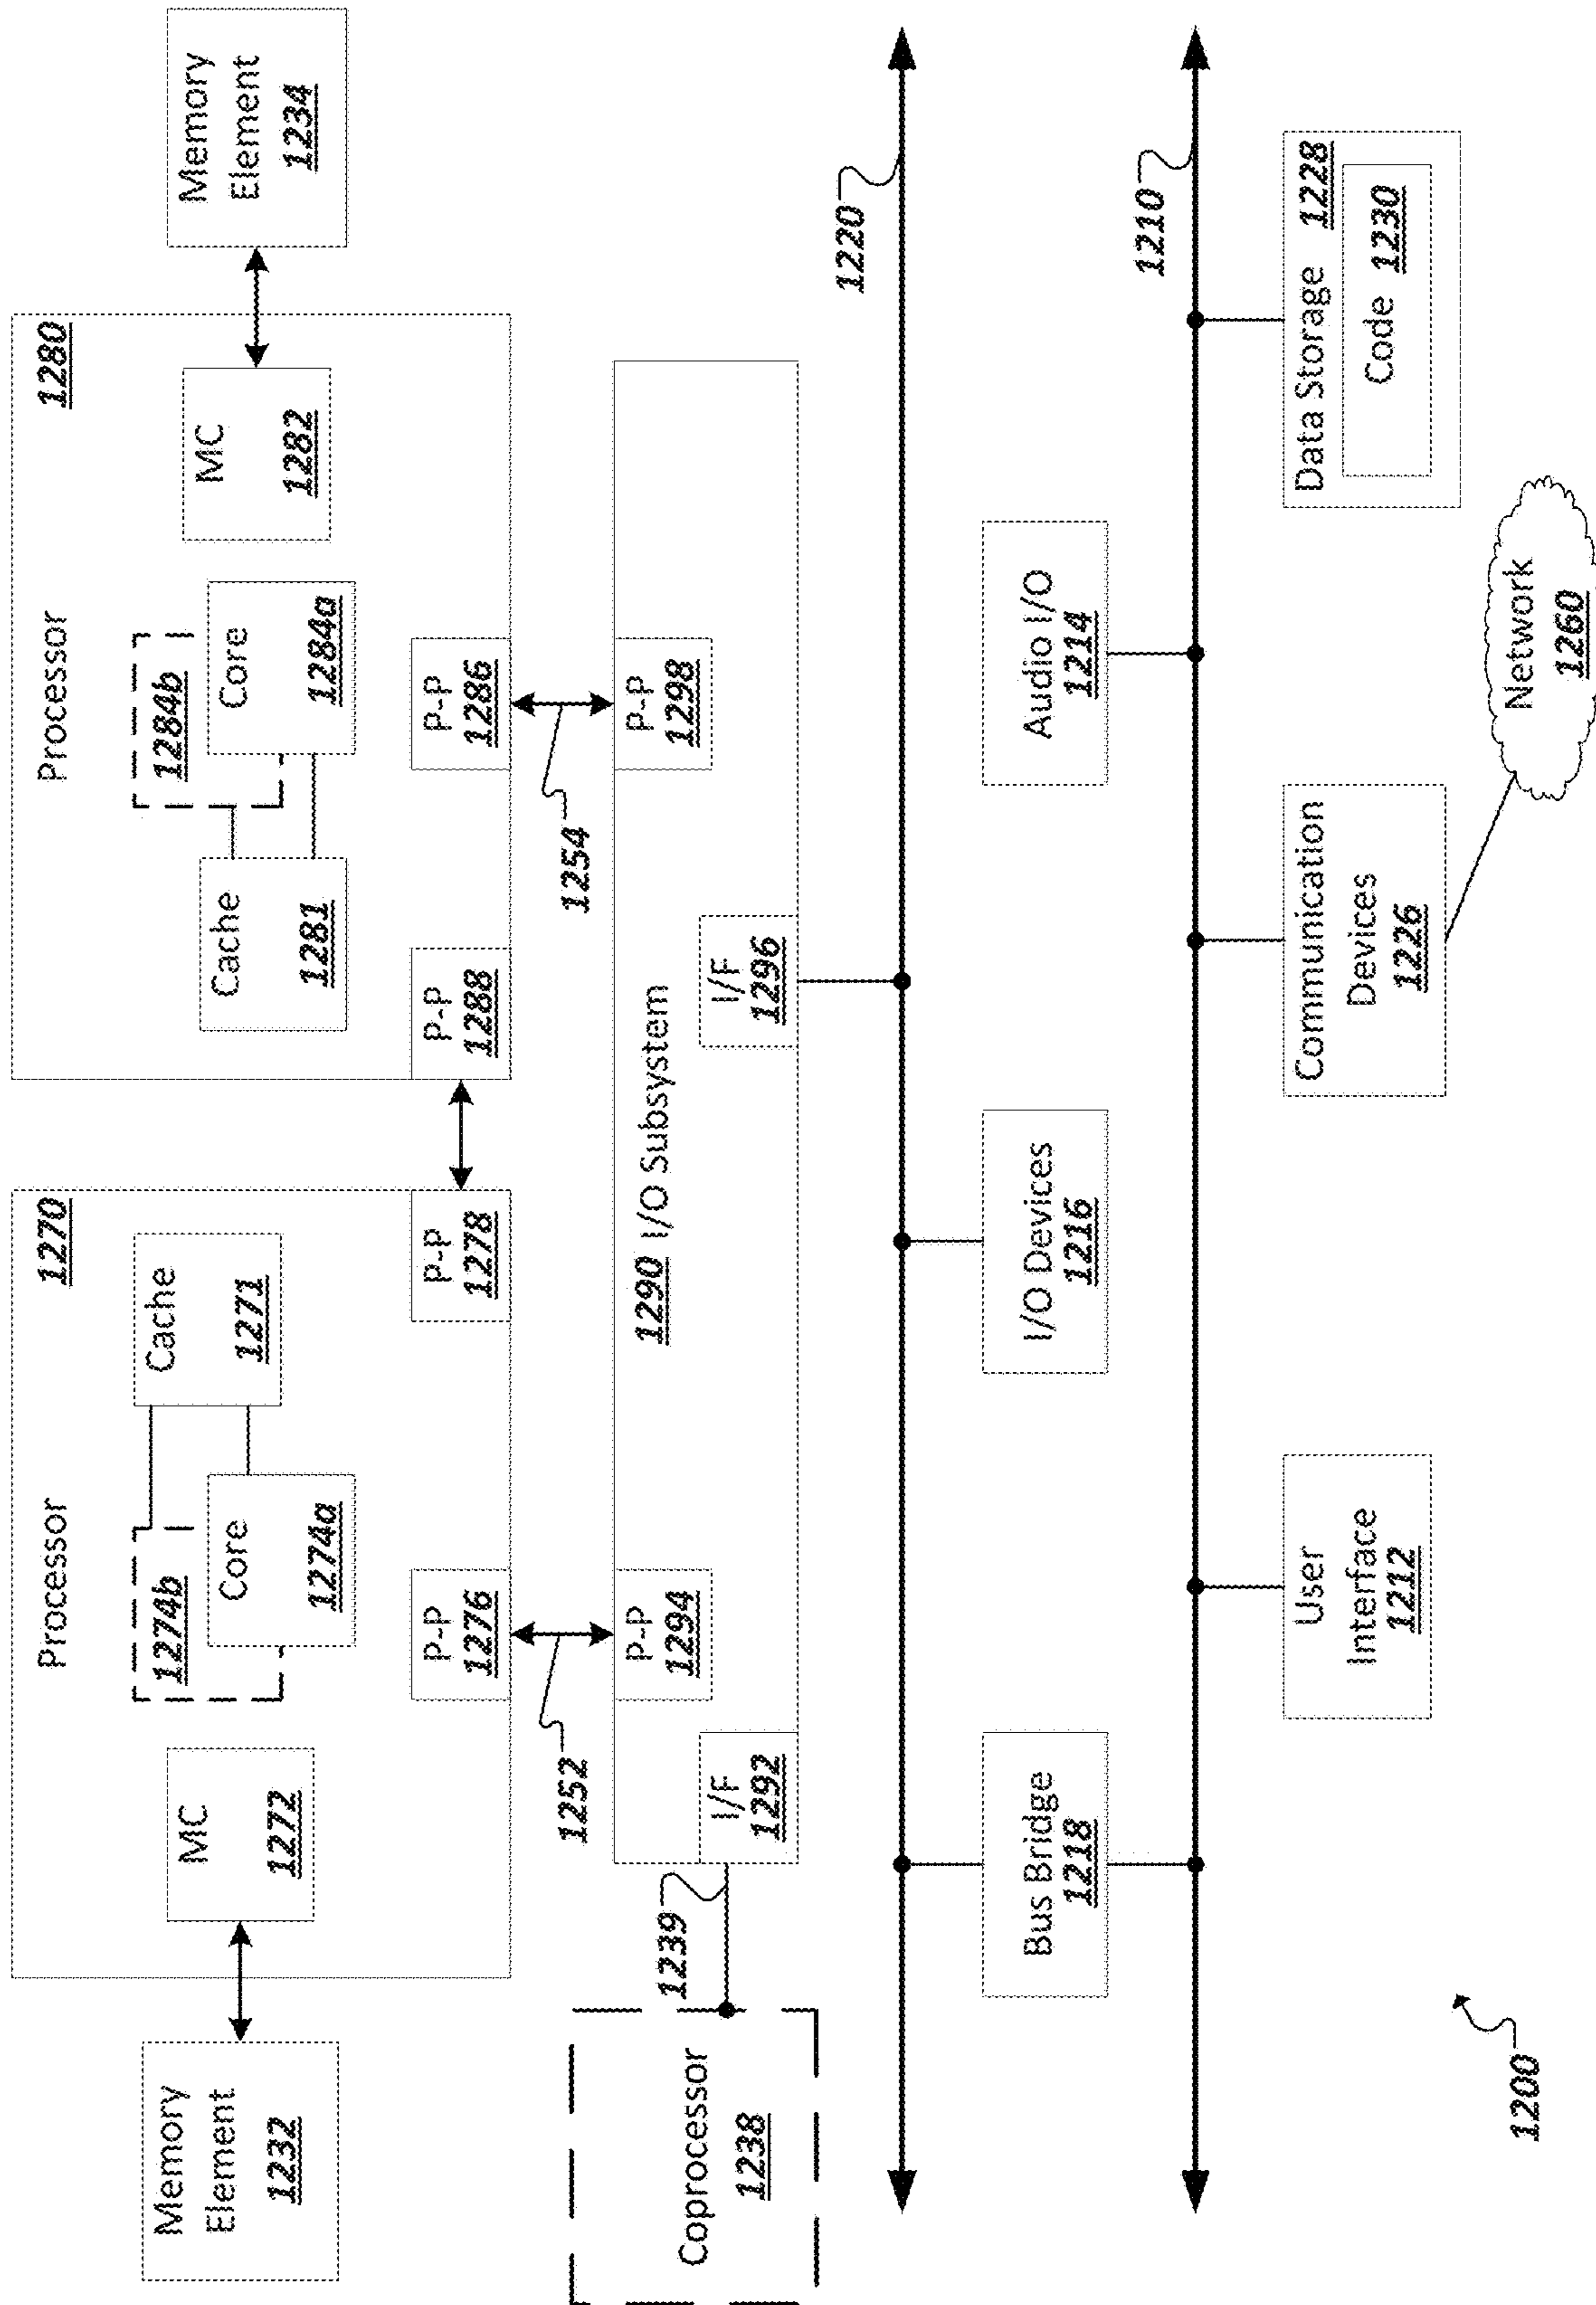 Memory
Element
1232
MC
1272
Processor
1270
1274b
Core
1274a
Cache
1271
P-P
1276
P-P
1278
Processor
1280
Cache
1281
1284b
Core
1284a
MC
1282
P-P
1288
P-P
1286
Memory
Element
1234
1252
1254
Coprocessor
1238
1239
I/F
1292
P-P
1294
1290 I/O Subsystem
I/F
1296
P-P
1298
1220
Bus Bridge
1218
I/O Devices
1216
Audio I/O
1214
1210
User
Interface
1212
Communication
Devices
1226
Data Storage 1228
Code 1230
Network
1260
1200